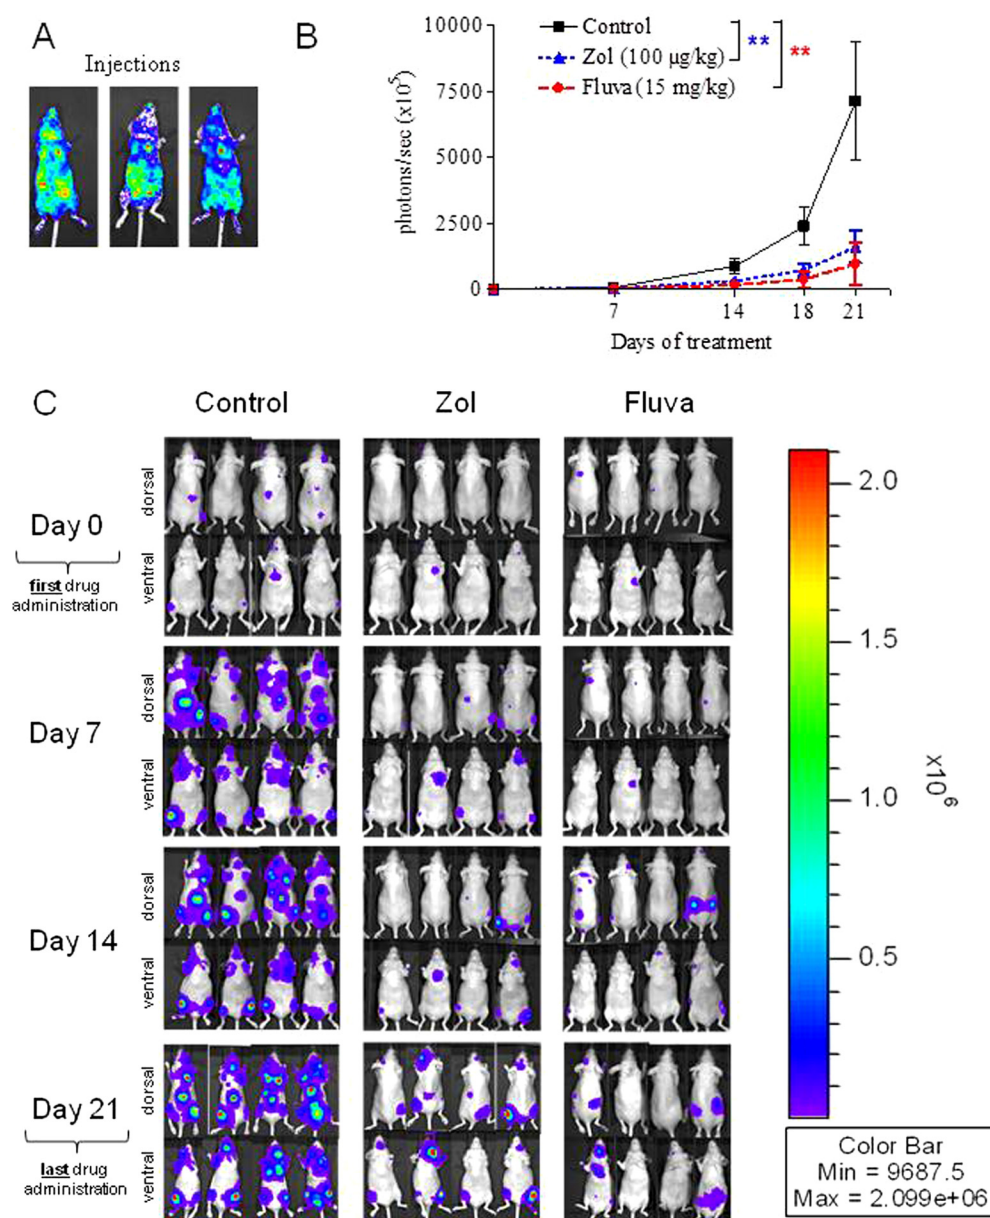 A
Injections
B
photons/sec (x10⁵)
10000
7500
5000
2500
0
7
14
18
21
Days of treatment
Control
Zol (100 µg/kg)
Fluva (15 mg/kg)
**
**
C
Control
Zol
Fluva
Day 0
first drug
administration
dorsal
ventral
Day 7
dorsal
ventral
Day 14
dorsal
ventral
Day 21
last drug
administration
dorsal
ventral
2.0
1.5
1.0
0.5
x10⁶
Color Bar
Min = 9687.5
Max = 2.099e+06